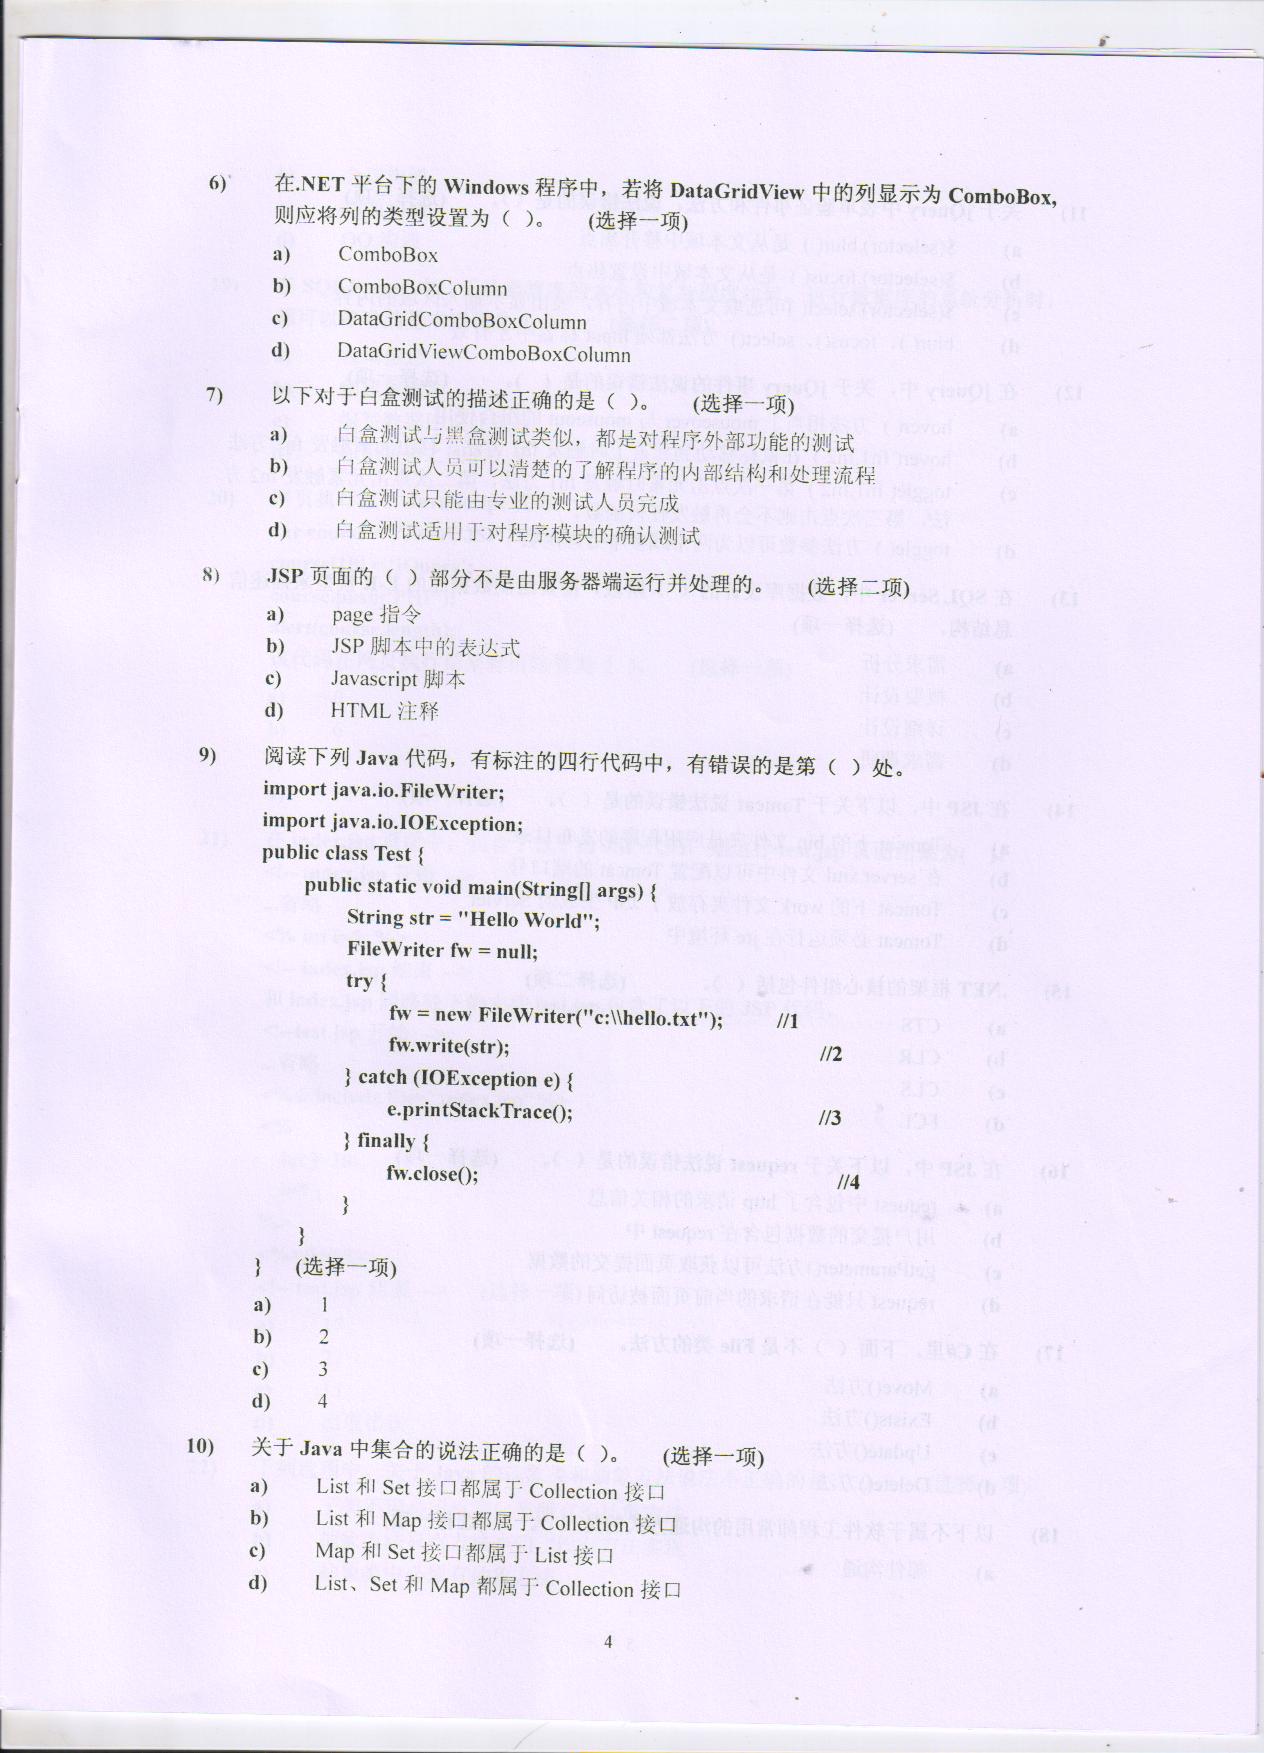 6) 在.NET 平台下的 Windows 程序中，若将 DataGridView 中的列显示为 ComboBox,
则应将列的类型设置为（ ）。 (选择一项)
a) ComboBox
b) ComboBoxColumn
c) DataGridComboBoxColumn
d) DataGridViewComboBoxColumn
7) 以下对于白盒测试的描述正确的是（ ）。 (选择一项)
a) 白盒测试与黑盒测试类似，都是对程序外部功能的测试
b) 白盒测试人员可以清楚的了解程序的内部结构和处理流程
c) 白盒测试只能由专业的测试人员完成
d) 白盒测试适用于对程序模块的确认测试
8) JSP 页面的（ ）部分不是由服务器端运行并处理的。 (选择二项)
a) page 指令
b) JSP 脚本中的表达式
c) Javascript 脚本
d) HTML 注释
9) 阅读下列 Java 代码，有标注的四行代码中，有错误的是第（ ）处。
import java.io.FileWriter;
import java.io.IOException;
public class Test {
public static void main(String[] args) {
String str = "Hello World";
FileWriter fw = null;
try {
fw = new FileWriter("c:\\hello.txt"); //1
fw.write(str); //2
} catch (IOException e) {
e.printStackTrace(); //3
} finally {
fw.close(); //4
}
}
} (选择一项)
a) 1
b) 2
c) 3
d) 4
10) 关于 Java 中集合的说法正确的是（ ）。 (选择一项)
a) List 和 Set 接口都属于 Collection 接口
b) List 和 Map 接口都属于 Collection 接口
c) Map 和 Set 接口都属于 List 接口
d) List、Set 和 Map 都属于 Collection 接口
4